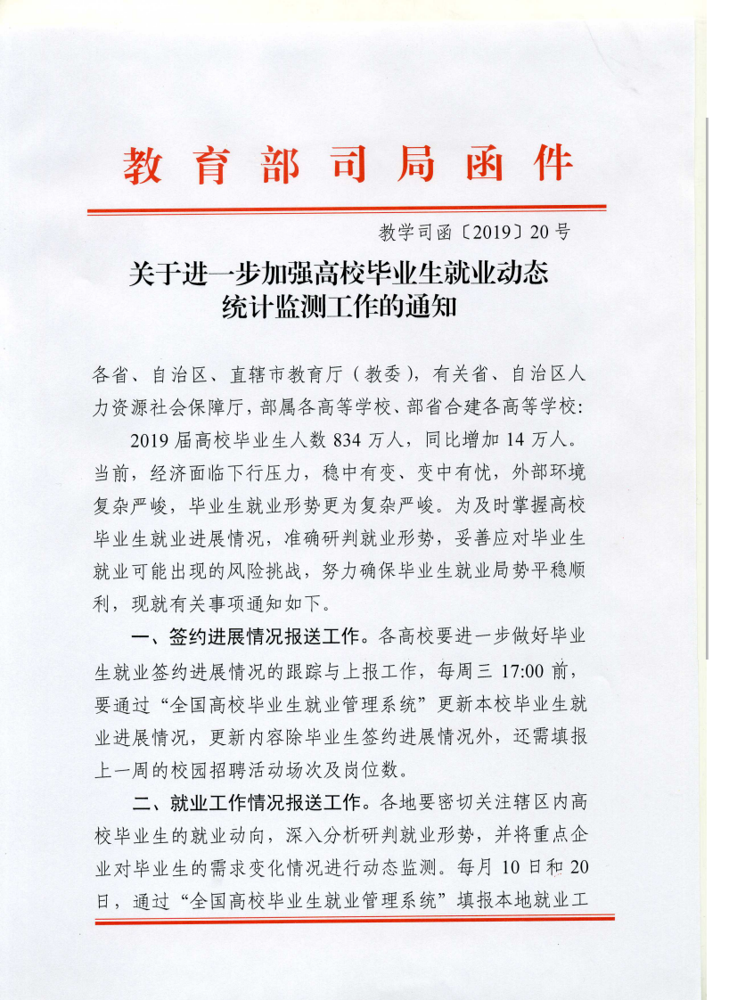 教育部司局函件
教学司函〔2019〕20号
关于进一步加强高校毕业生就业动态
统计监测工作的通知
各省、自治区、直辖市教育厅（教委），有关省、自治区人
力资源社会保障厅，部属各高等学校、部省合建各高等学校：
2019届高校毕业生人数834万人，同比增加14万人。
当前，经济面临下行压力，稳中有变、变中有忧，外部环境
复杂严峻，毕业生就业形势更为复杂严峻。为及时掌握高校
毕业生就业进展情况，准确研判就业形势，妥善应对毕业生
就业可能出现的风险挑战，努力确保毕业生就业局势平稳顺
利，现就有关事项通知如下。
一、签约进展情况报送工作。各高校要进一步做好毕业
生就业签约进展情况的跟踪与上报工作，每周三17:00前，
要通过“全国高校毕业生就业管理系统”更新本校毕业生就
业进展情况，更新内容除毕业生签约进展情况外，还需填报
上一周的校园招聘活动场次及岗位数。
二、就业工作情况报送工作。各地要密切关注辖区内高
校毕业生的就业动向，深入分析研判就业形势，并将重点企
业对毕业生的需求变化情况进行动态监测。每月10日和20
日，通过“全国高校毕业生就业管理系统”填报本地就业工